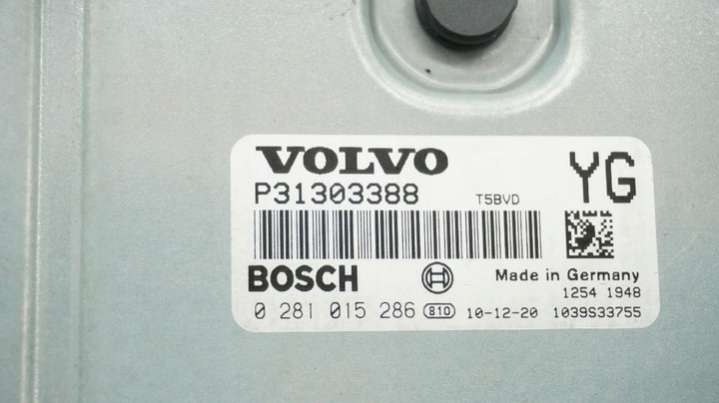 VOLVO
P31303388 T5BVD YG
BOSCH Made in Germany
1254 1948
0 281 015 286 810 10-12-20 1039S33755